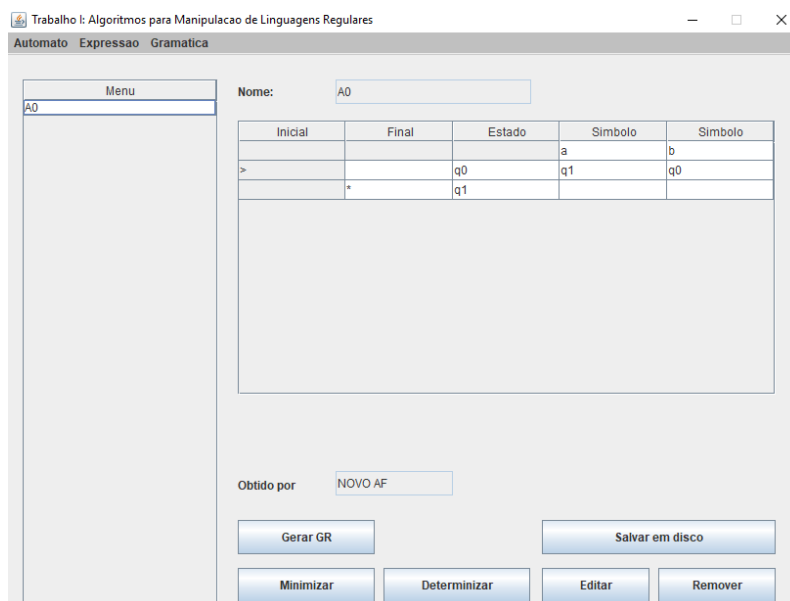 Trabalho I: Algoritmos para Manipulacao de Linguagens Regulares
Automato Expressao Gramatica
Menu
A0
Nome: A0
Inicial Final Estado Simbolo Simbolo
a b
> q0 q1 q0
* q1
Obtido por NOVO AF
Gerar GR Salvar em disco
Minimizar Determinizar Editar Remover